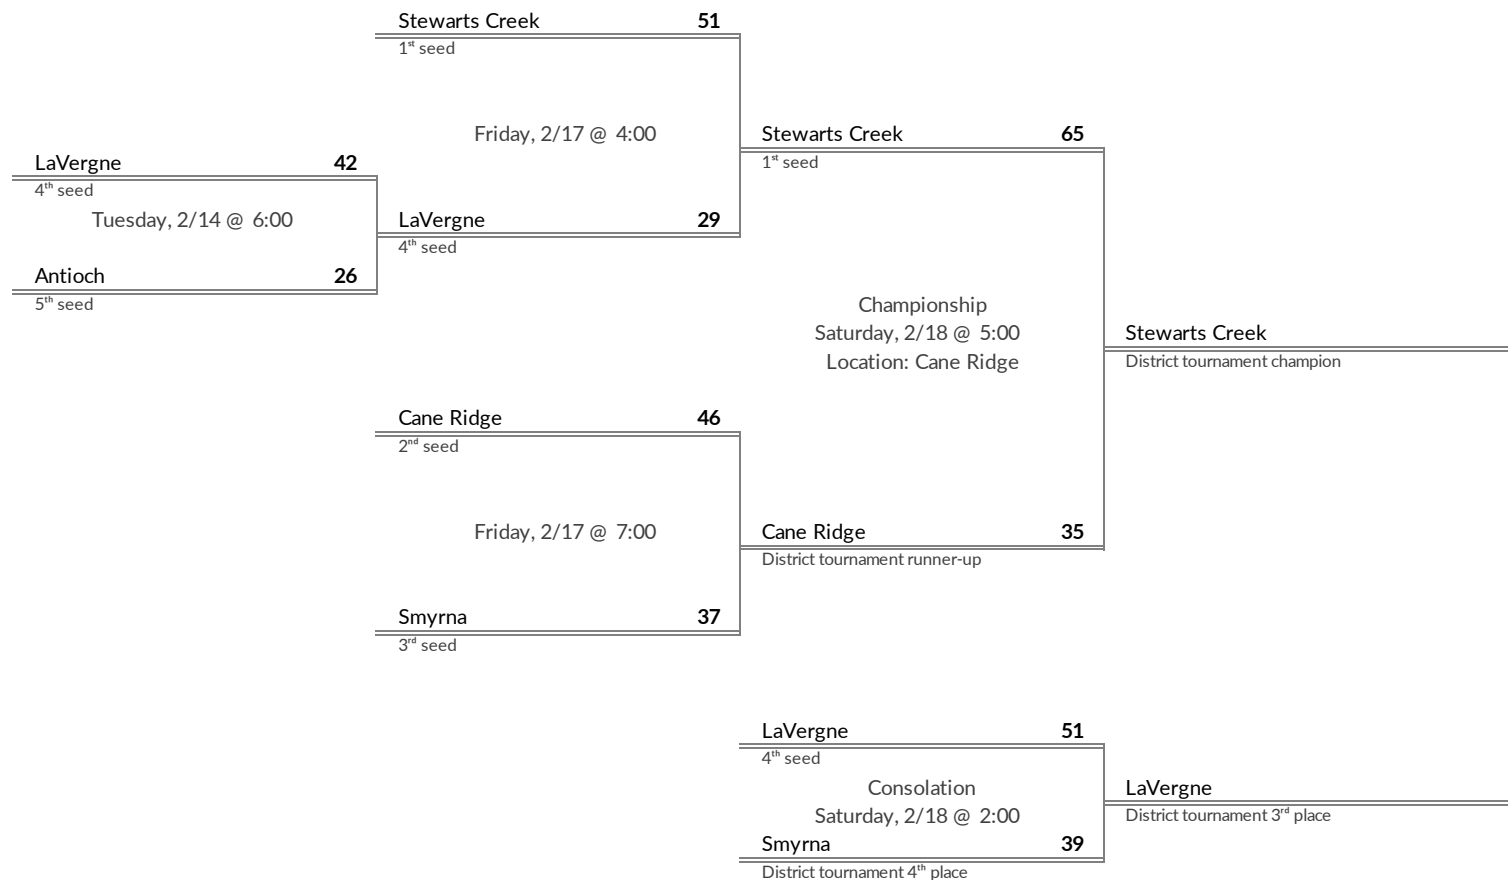 Stewarts Creek 51
1st seed
Friday, 2/17 @ 4:00
Stewarts Creek 65
1st seed
LaVergne 42
4th seed
Tuesday, 2/14 @ 6:00
LaVergne 29
4th seed
Antioch 26
5th seed
Championship
Saturday, 2/18 @ 5:00
Location: Cane Ridge
Stewarts Creek
District tournament champion
Cane Ridge 46
2nd seed
Friday, 2/17 @ 7:00
Cane Ridge 35
District tournament runner-up
Smyrna 37
3rd seed
LaVergne 51
4th seed
Consolation
Saturday, 2/18 @ 2:00
LaVergne
District tournament 3rd place
Smyrna 39
District tournament 4th place